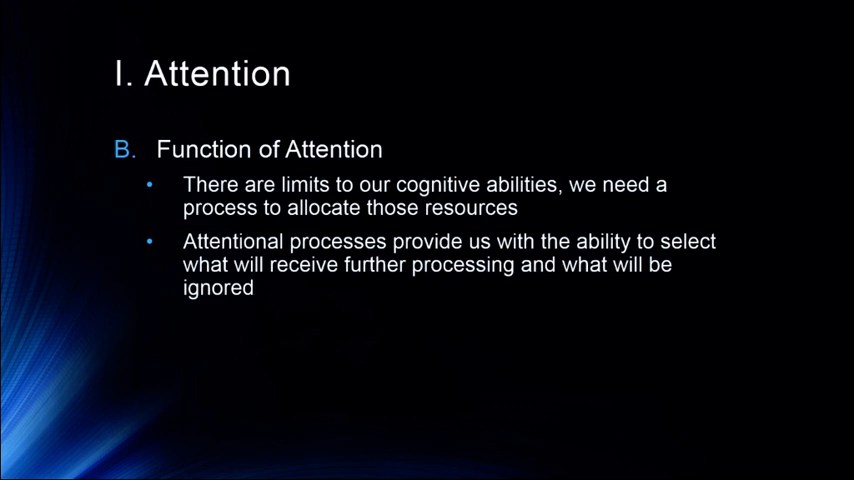 I. Attention
B. Function of Attention
• There are limits to our cognitive abilities, we need a
process to allocate those resources
• Attentional processes provide us with the ability to select
what will receive further processing and what will be
ignored